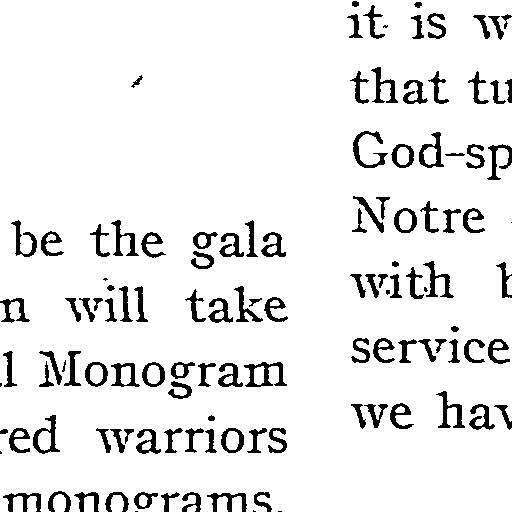 be the gala
n will take
l Monogram
red warriors
monograms.
it is w
that tu
God-sp
Notre
with b
service
we hav